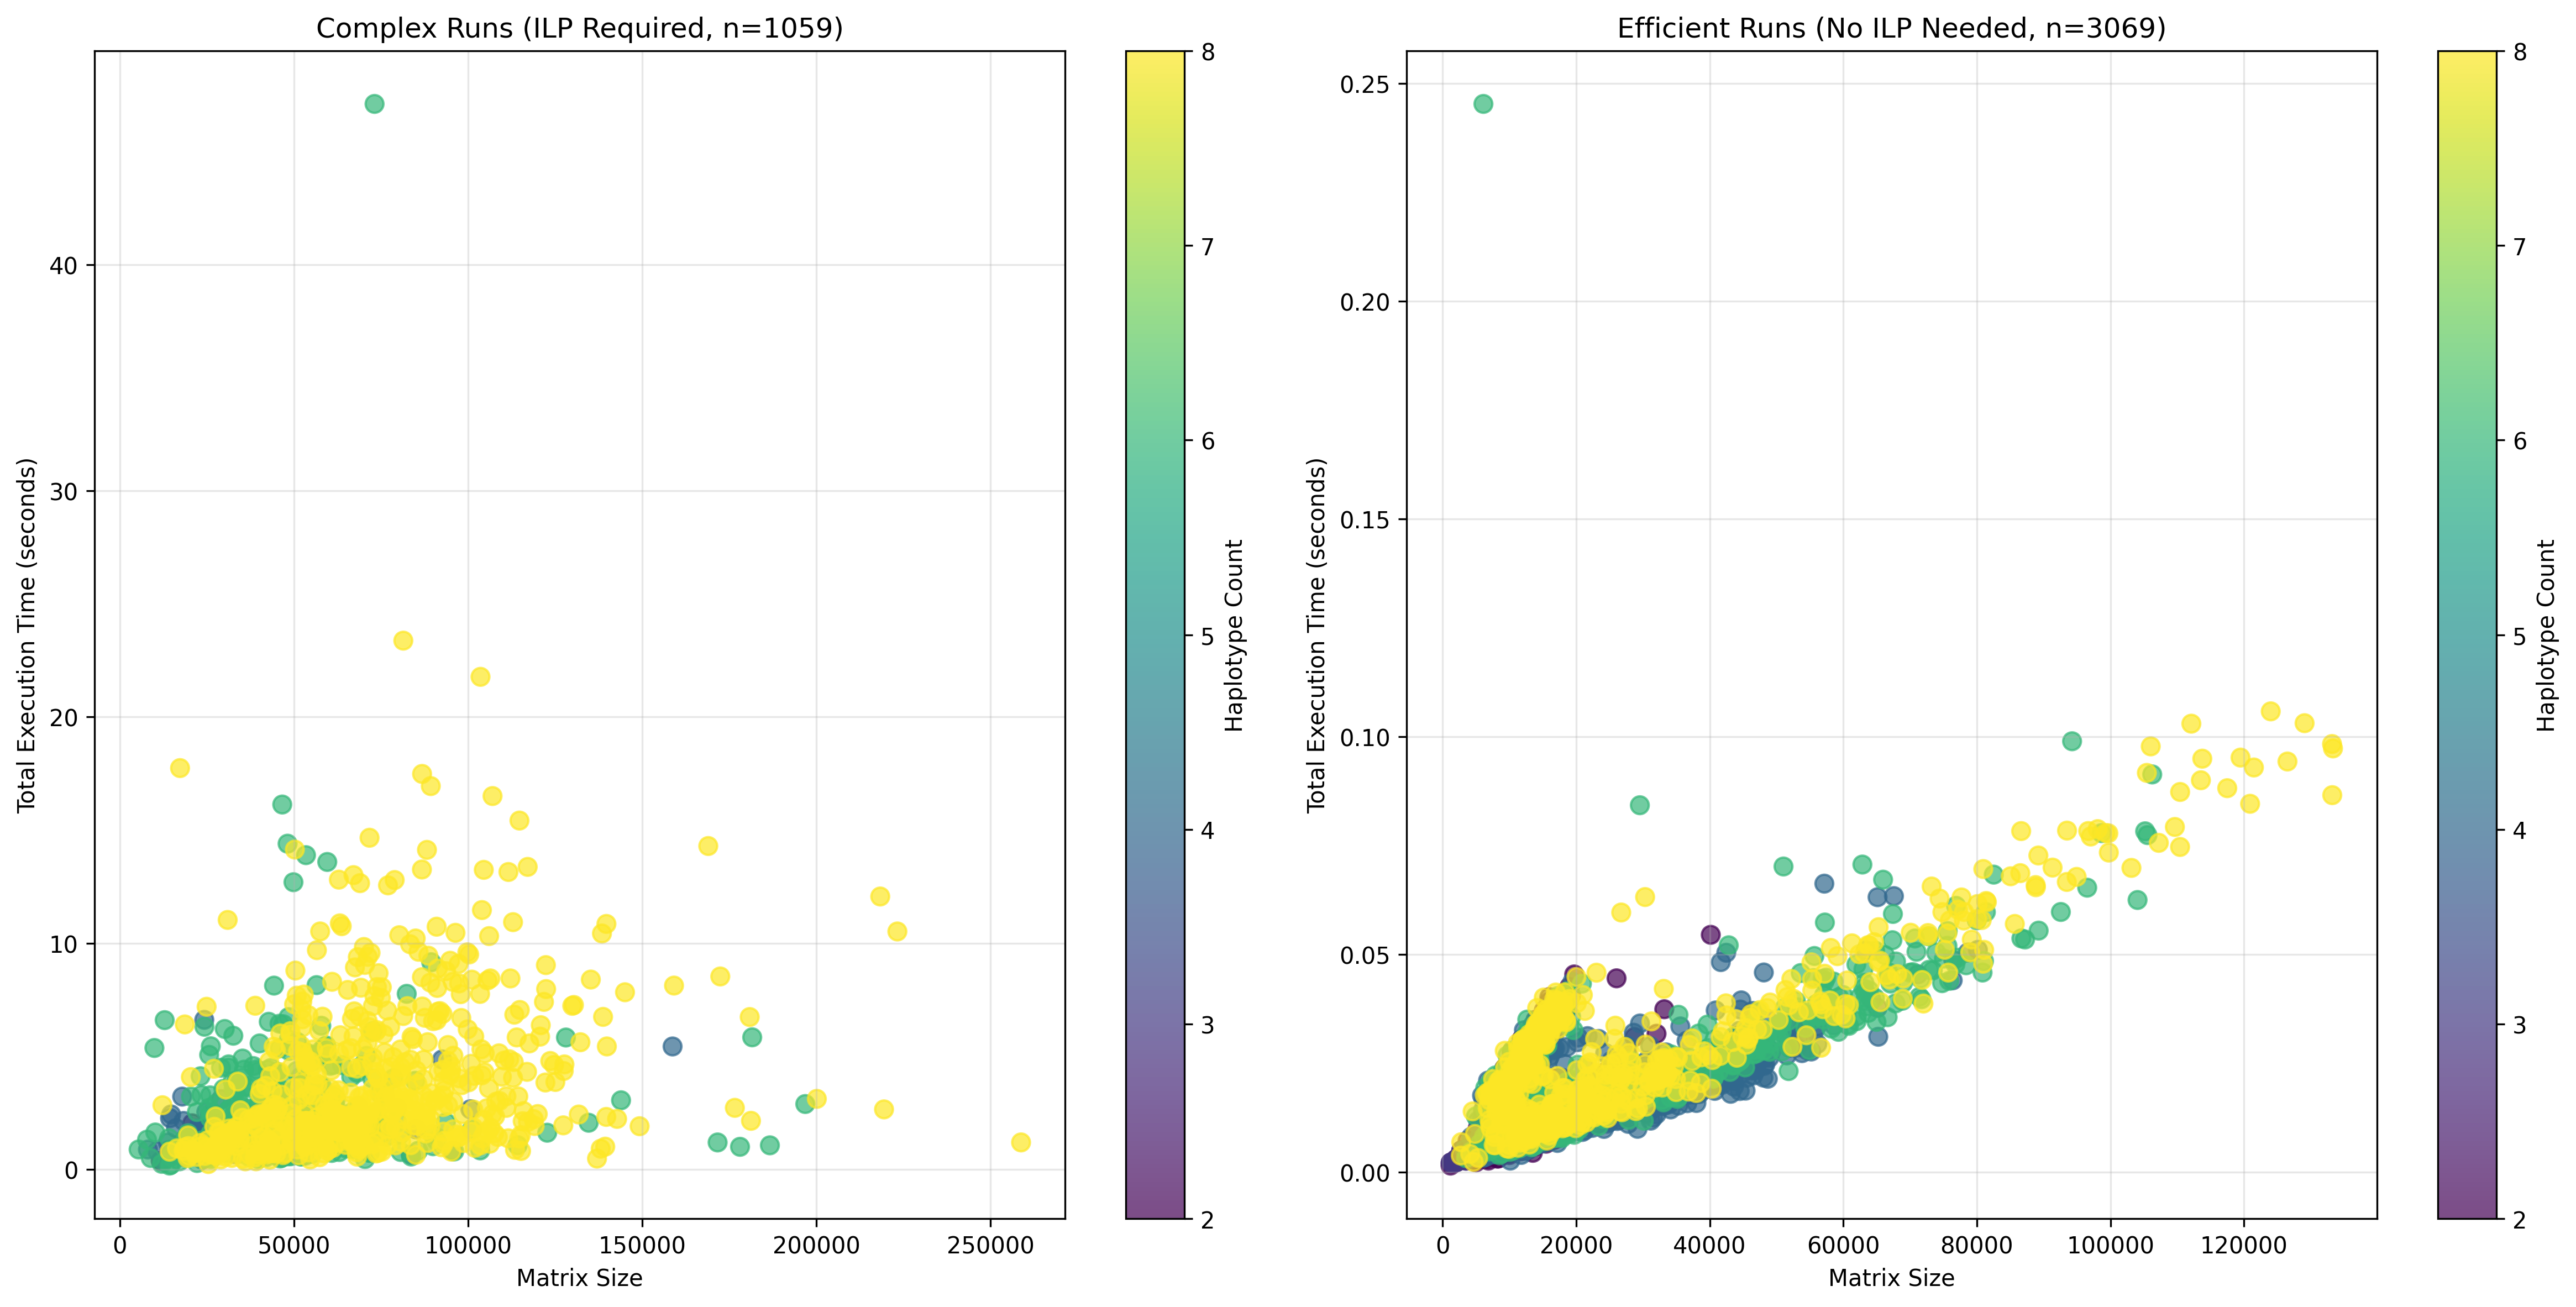 Complex Runs (ILP Required, n=1059)
Total Execution Time (seconds)
40
30
20
10
0
0 50000 100000 150000 200000 250000
Matrix Size
8
7
6
5
4
3
2
Haplotype Count
Efficient Runs (No ILP Needed, n=3069)
Total Execution Time (seconds)
0.25
0.20
0.15
0.10
0.05
0.00
0 20000 40000 60000 80000 100000 120000
Matrix Size
8
7
6
5
4
3
2
Haplotype Count